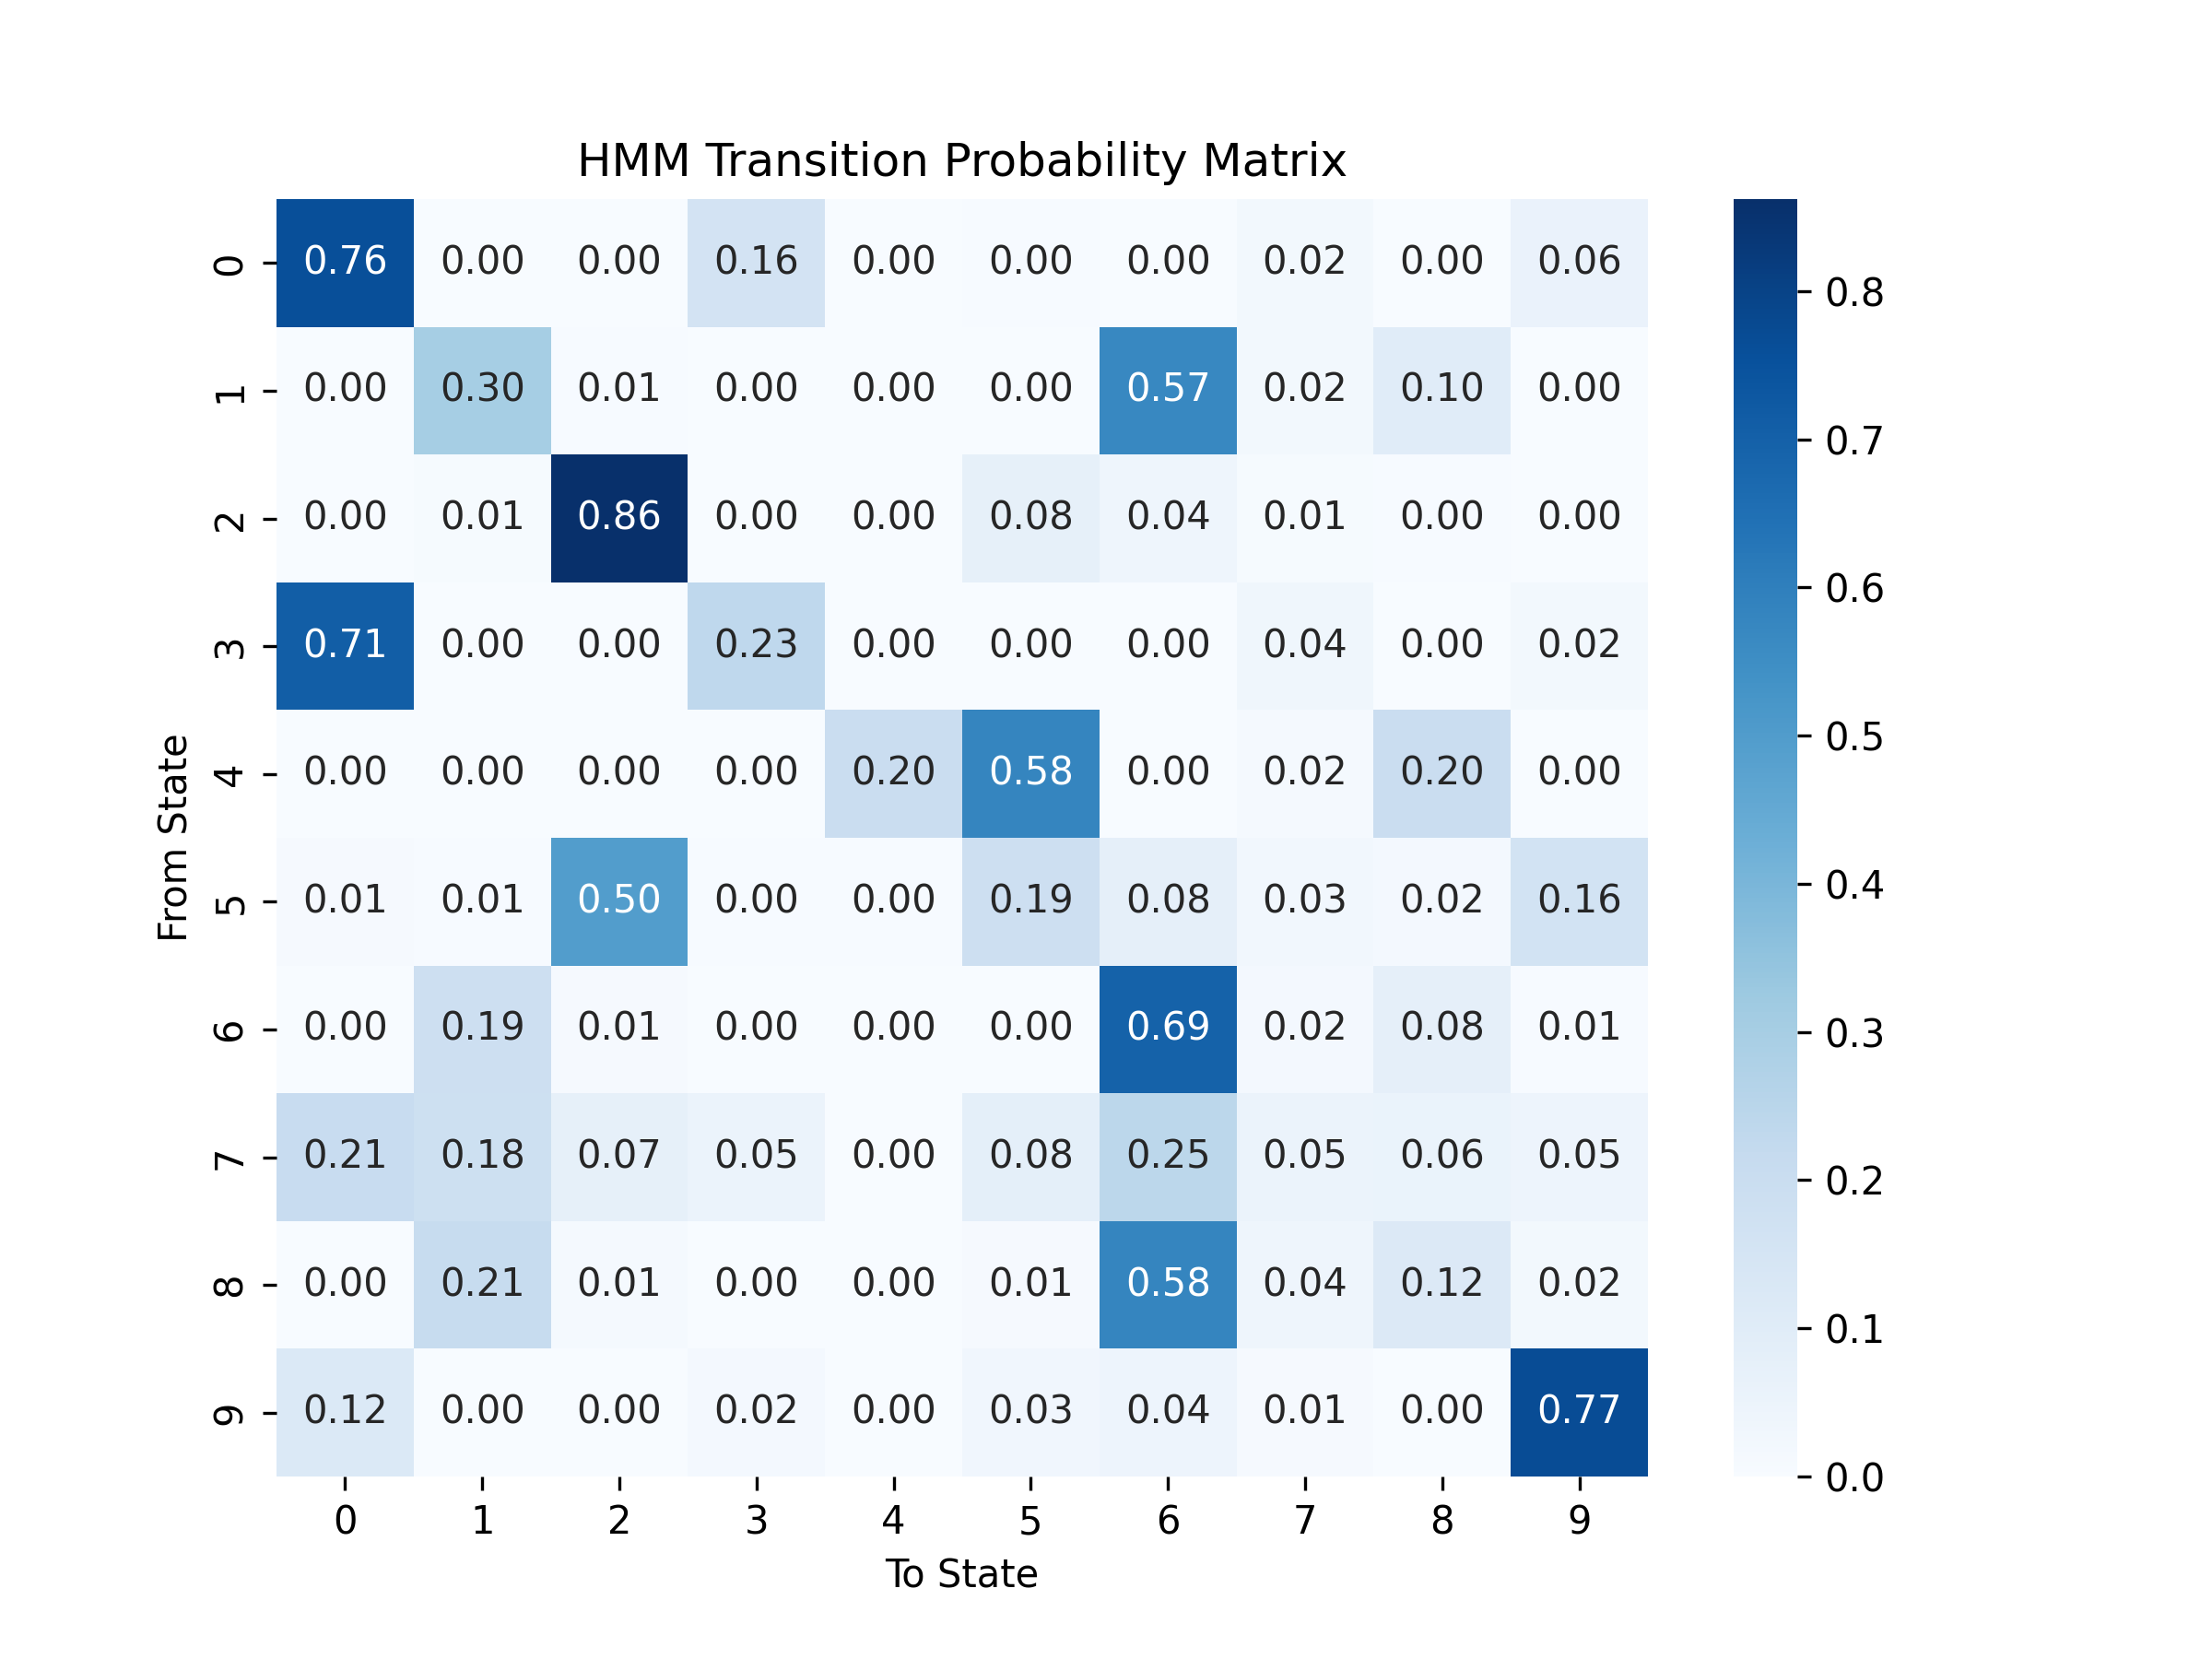 HMM Transition Probability Matrix
0 0.76 0.00 0.00 0.16 0.00 0.00 0.00 0.02 0.00 0.06
1 0.00 0.30 0.01 0.00 0.00 0.00 0.57 0.02 0.10 0.00
2 0.00 0.01 0.86 0.00 0.00 0.08 0.04 0.01 0.00 0.00
3 0.71 0.00 0.00 0.23 0.00 0.00 0.00 0.04 0.00 0.02
4 0.00 0.00 0.00 0.00 0.20 0.58 0.00 0.02 0.20 0.00
5 0.01 0.01 0.50 0.00 0.00 0.19 0.08 0.03 0.02 0.16
6 0.00 0.19 0.01 0.00 0.00 0.00 0.69 0.02 0.08 0.01
7 0.21 0.18 0.07 0.05 0.00 0.08 0.25 0.05 0.06 0.05
8 0.00 0.21 0.01 0.00 0.00 0.01 0.58 0.04 0.12 0.02
9 0.12 0.00 0.00 0.02 0.00 0.03 0.04 0.01 0.00 0.77
0 1 2 3 4 5 6 7 8 9
To State
From State
0.8
0.7
0.6
0.5
0.4
0.3
0.2
0.1
0.0